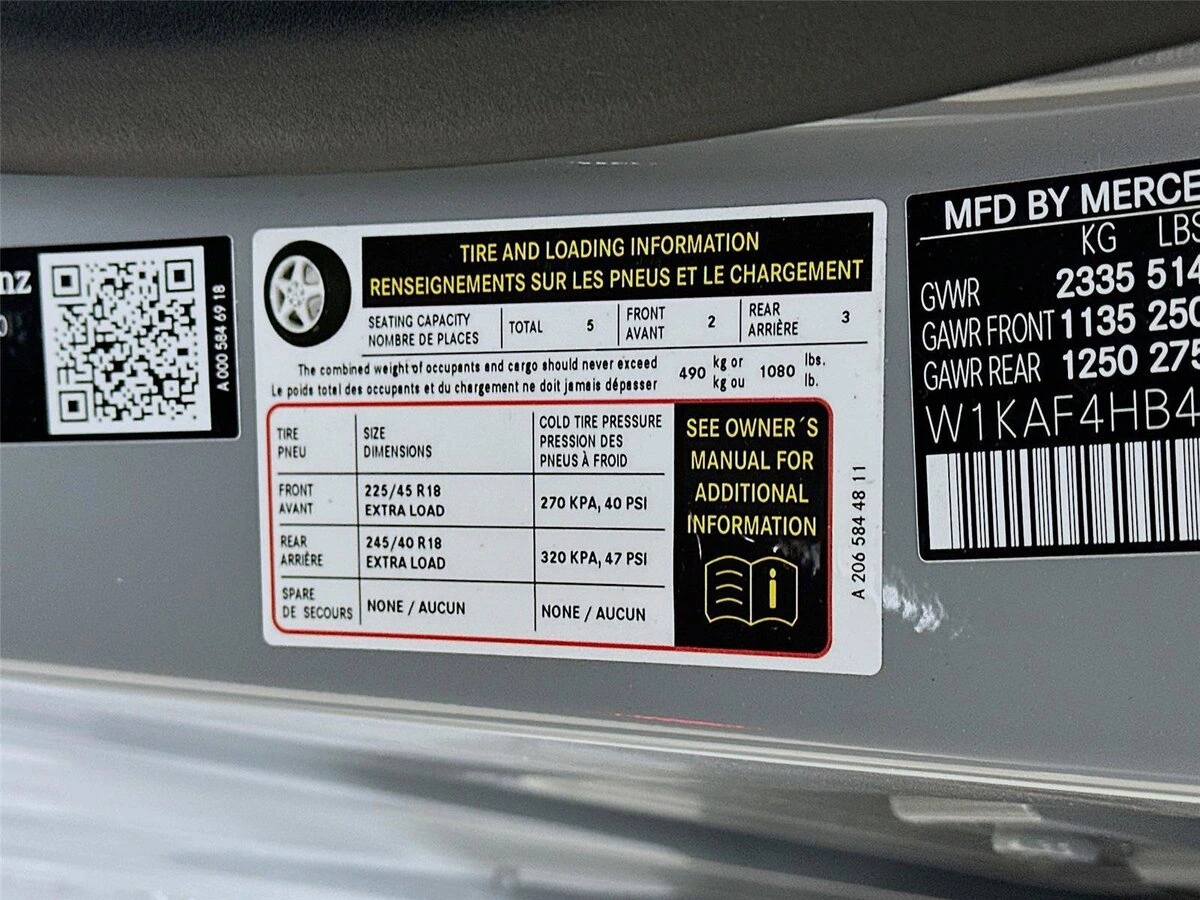 nz
0
A 000 584 69 18
TIRE AND LOADING INFORMATION
RENSEIGNEMENTS SUR LES PNEUS ET LE CHARGEMENT
SEATING CAPACITY
NOMBRE DE PLACES
TOTAL 5
FRONT
AVANT
2
REAR
ARRIÈRE
3
The combined weight of occupants and cargo should never exceed
Le poids total des occupants et du chargement ne doit jamais dépasser
490 kg or 1080 lbs.
kg ou lb.
TIRE
PNEU
SIZE
DIMENSIONS
COLD TIRE PRESSURE
PRESSION DES
PNEUS À FROID
FRONT
AVANT
225/45 R18
EXTRA LOAD
270 KPA, 40 PSI
REAR
ARRIÈRE
245/40 R18
EXTRA LOAD
320 KPA, 47 PSI
SPARE
DE SECOURS
NONE / AUCUN
NONE / AUCUN
SEE OWNER´S
MANUAL FOR
ADDITIONAL
INFORMATION
i
A 206 584 48 11
MFD BY MERCE
KG LBS
GVWR 2335 514
GAWR FRONT 1135 250
GAWR REAR 1250 275
W1KAF4HB4